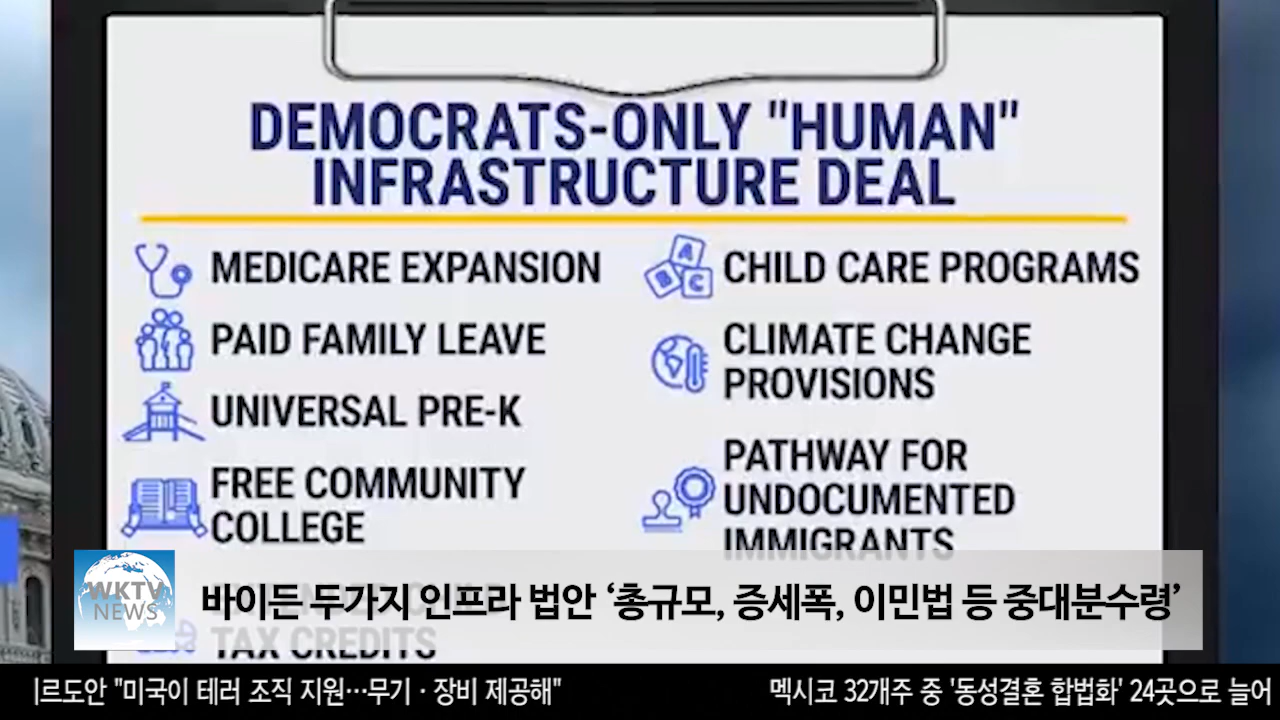 DEMOCRATS-ONLY "HUMAN"
INFRASTRUCTURE DEAL
MEDICARE EXPANSION
PAID FAMILY LEAVE
UNIVERSAL PRE-K
FREE COMMUNITY
COLLEGE
TAX CREDITS
A
B
C
CHILD CARE PROGRAMS
CLIMATE CHANGE
PROVISIONS
PATHWAY FOR
UNDOCUMENTED
IMMIGRANTS
WKTV
NEWS
바이든 두가지 인프라 법안 ‘총규모, 증세폭, 이민법 등 중대분수령’
르도안 "미국이 테러 조직 지원…무기 · 장비 제공해"
멕시코 32개주 중 '동성결혼 합법화' 24곳으로 늘어